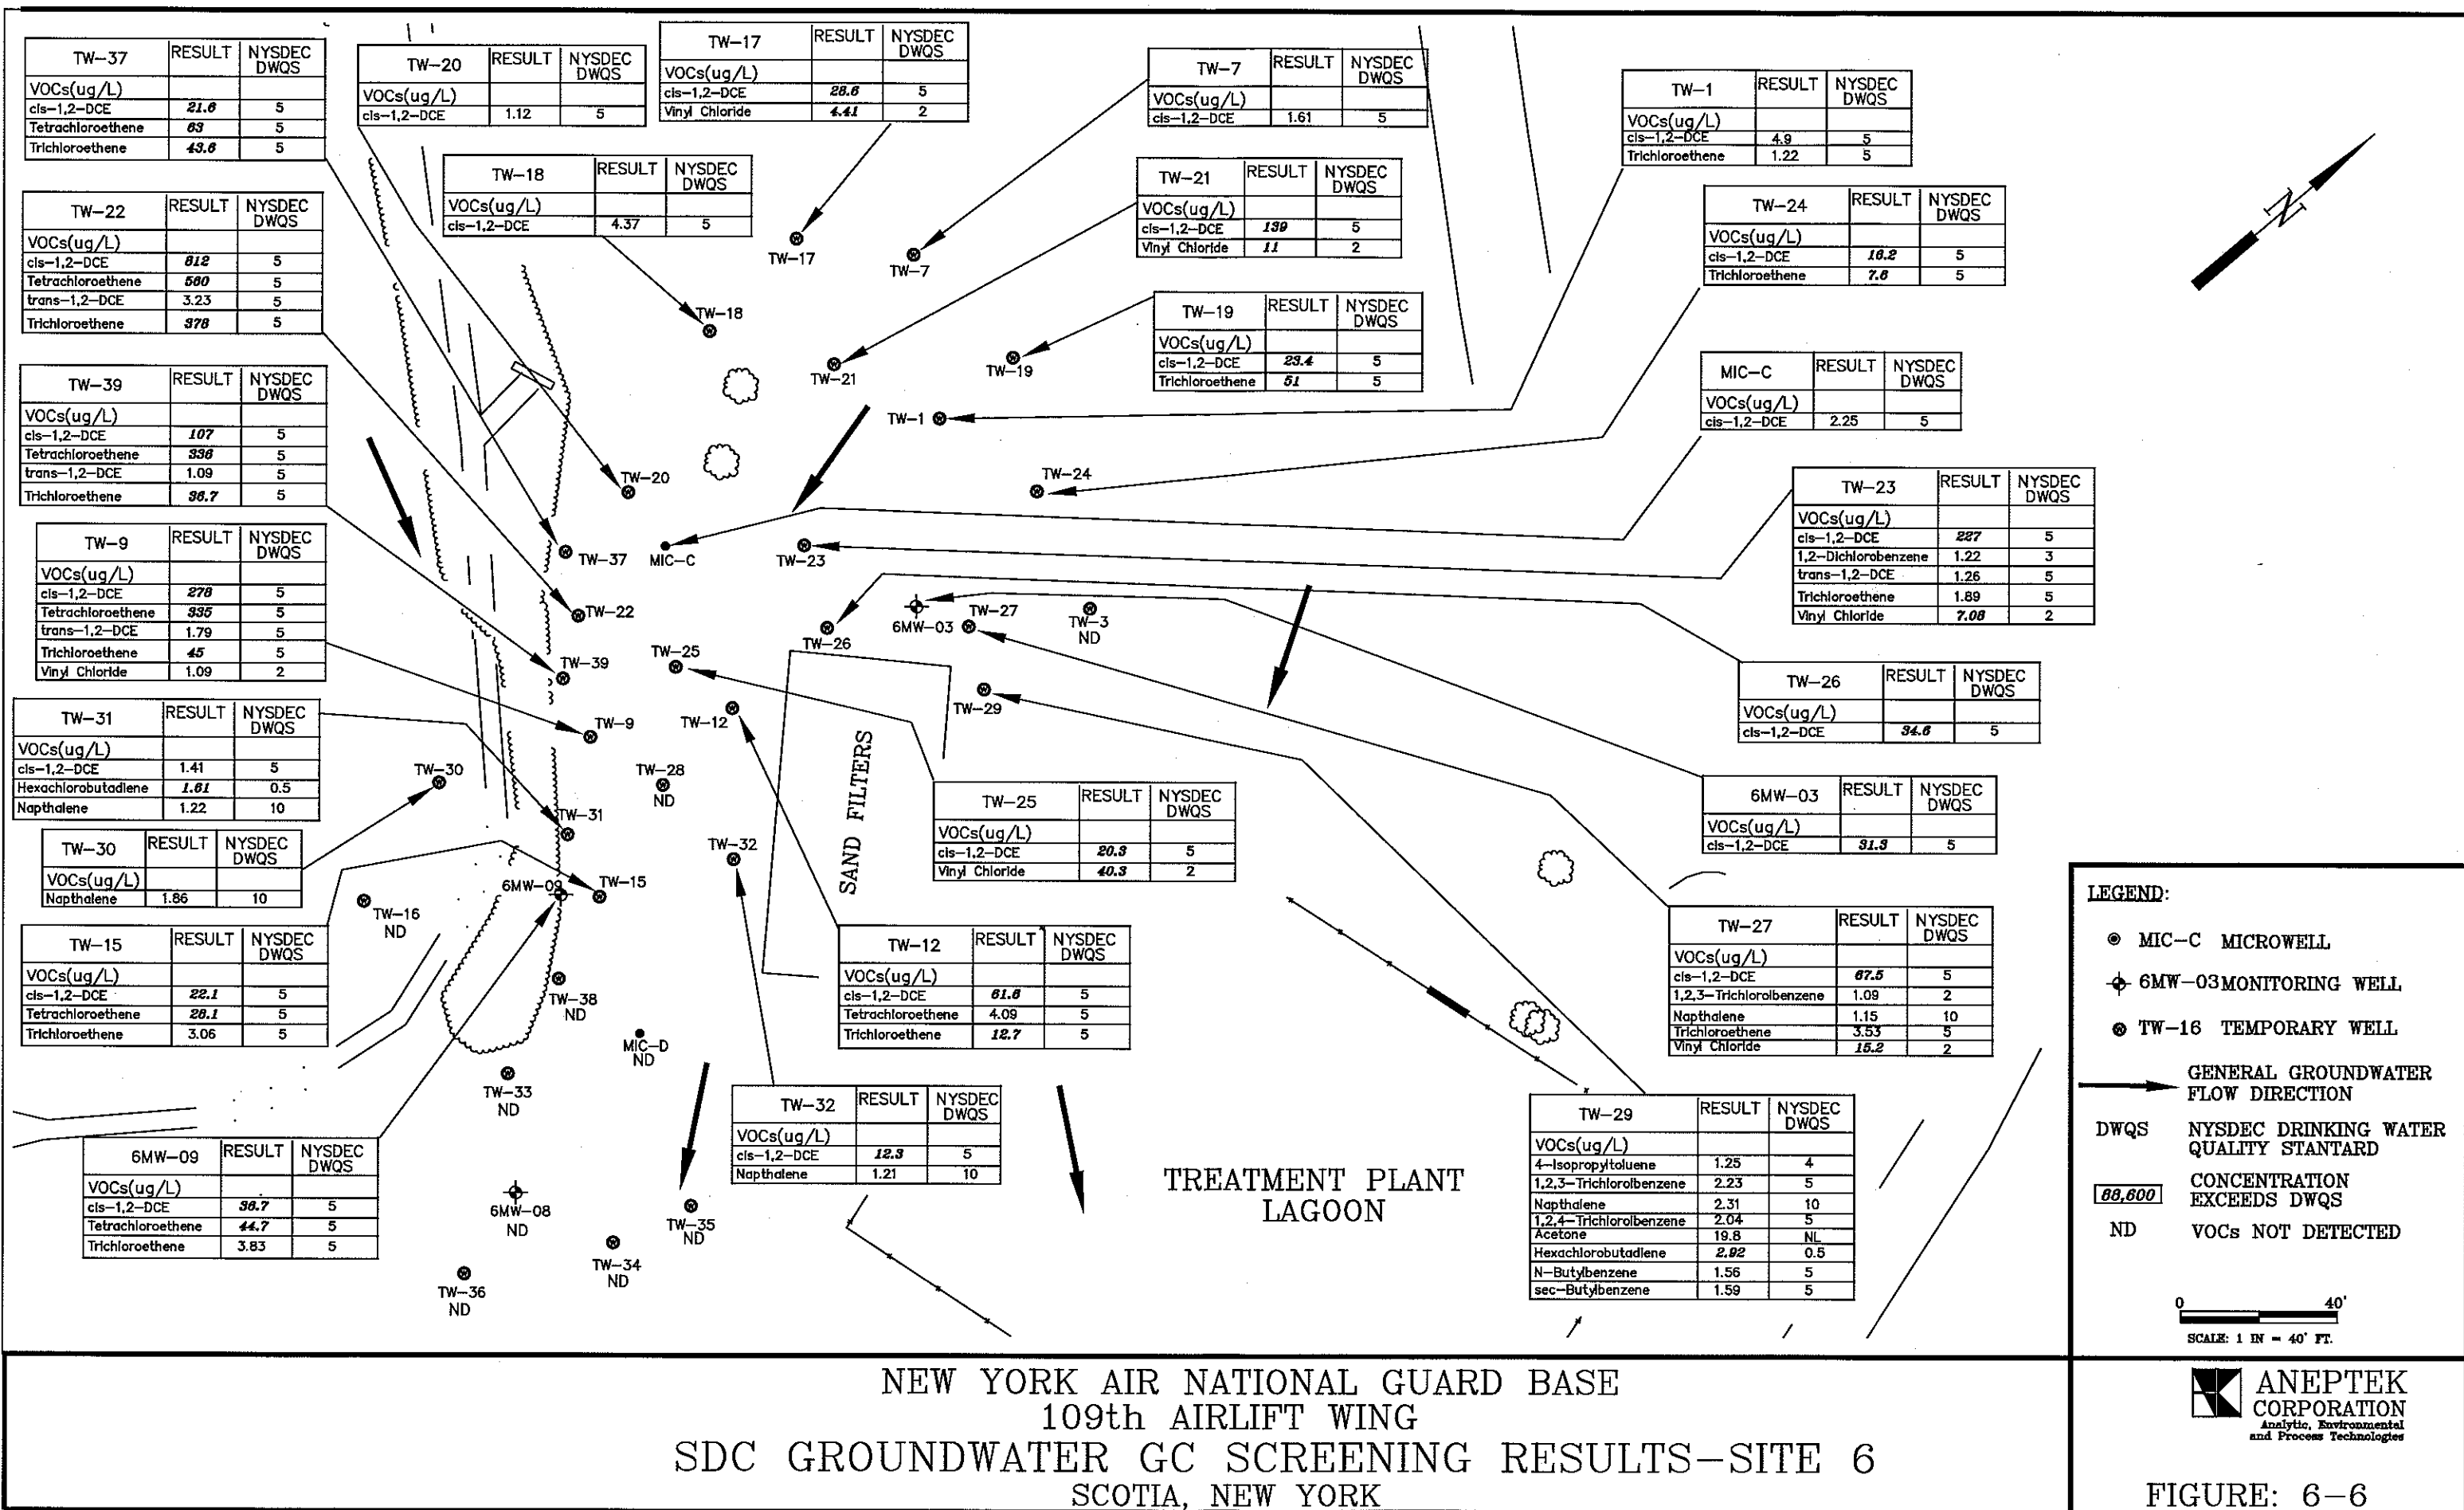 TW-37 RESULT NYSDEC DWQS
VOCs(ug/L)
cis-1,2-DCE 21.6 5
Tetrachloroethene 63 5
Trichloroethene 43.6 5
TW-20 RESULT NYSDEC DWQS
VOCs(ug/L)
cis-1,2-DCE 1.12 5
TW-17 RESULT NYSDEC DWQS
VOCs(ug/L)
cis-1,2-DCE 28.6 5
Vinyl Chloride 4.41 2
TW-7 RESULT NYSDEC DWQS
VOCs(ug/L)
cis-1,2-DCE 1.61 5
TW-1 RESULT NYSDEC DWQS
VOCs(ug/L)
cis-1,2-DCE 4.9 5
Trichloroethene 1.22 5
TW-18 RESULT NYSDEC DWQS
VOCs(ug/L)
cis-1,2-DCE 4.37 5
TW-21 RESULT NYSDEC DWQS
VOCs(ug/L)
cis-1,2-DCE 139 5
Vinyl Chloride 11 2
TW-24 RESULT NYSDEC DWQS
VOCs(ug/L)
cis-1,2-DCE 16.2 5
Trichloroethene 7.6 5
N
TW-22 RESULT NYSDEC DWQS
VOCs(ug/L)
cis-1,2-DCE 612 5
Tetrachloroethene 560 5
trans-1,2-DCE 3.23 5
Trichloroethene 378 5
TW-19 RESULT NYSDEC DWQS
VOCs(ug/L)
cis-1,2-DCE 23.4 5
Trichloroethene 51 5
MIC-C RESULT NYSDEC DWQS
VOCs(ug/L)
cis-1,2-DCE 2.25 5
TW-39 RESULT NYSDEC DWQS
VOCs(ug/L)
cis-1,2-DCE 107 5
Tetrachloroethene 336 5
trans-1,2-DCE 1.09 5
Trichloroethene 36.7 5
TW-23 RESULT NYSDEC DWQS
VOCs(ug/L)
cis-1,2-DCE 227 5
1,2-Dichlorobenzene 1.22 3
trans-1,2-DCE 1.26 5
Trichloroethene 1.89 5
Vinyl Chloride 7.08 2
TW-9 RESULT NYSDEC DWQS
VOCs(ug/L)
cis-1,2-DCE 278 5
Tetrachloroethene 335 5
trans-1,2-DCE 1.79 5
Trichloroethene 45 5
Vinyl Chloride 1.09 2
TW-26 RESULT NYSDEC DWQS
VOCs(ug/L)
cis-1,2-DCE 34.6 5
TW-31 RESULT NYSDEC DWQS
VOCs(ug/L)
cis-1,2-DCE 1.41 5
Hexachlorobutadiene 1.61 0.5
Napthalene 1.22 10
6MW-03 RESULT NYSDEC DWQS
VOCs(ug/L)
cis-1,2-DCE 31.3 5
TW-25 RESULT NYSDEC DWQS
VOCs(ug/L)
cis-1,2-DCE 20.3 5
Vinyl Chloride 40.3 2
TW-30 RESULT NYSDEC DWQS
VOCs(ug/L)
Napthalene 1.86 10
TW-15 RESULT NYSDEC DWQS
VOCs(ug/L)
cis-1,2-DCE 22.1 5
Tetrachloroethene 28.1 5
Trichloroethene 3.06 5
TW-12 RESULT NYSDEC DWQS
VOCs(ug/L)
cis-1,2-DCE 61.6 5
Tetrachloroethene 4.09 5
Trichloroethene 12.7 5
TW-27 RESULT NYSDEC DWQS
VOCs(ug/L)
cis-1,2-DCE 67.5 5
1,2,3-Trichlorolbenzene 1.09 2
Napthalene 1.15 10
Trichloroethene 3.53 5
Vinyl Chloride 15.2 2
TW-32 RESULT NYSDEC DWQS
VOCs(ug/L)
cis-1,2-DCE 12.3 5
Napthalene 1.21 10
TW-29 RESULT NYSDEC DWQS
VOCs(ug/L)
4-Isopropyltoluene 1.25 4
1,2,3-Trichlorolbenzene 2.23 5
Napthalene 2.31 10
1,2,4-Trichlorolbenzene 2.04 5
Acetone 19.8 NL
Hexachlorobutadiene 2.92 0.5
N-Butylbenzene 1.56 5
sec-Butylbenzene 1.59 5
6MW-09 RESULT NYSDEC DWQS
VOCs(ug/L)
cis-1,2-DCE 36.7 5
Tetrachloroethene 44.7 5
Trichloroethene 3.83 5
TW-17
TW-7
TW-18
TW-21
TW-19
TW-1
TW-20
TW-24
TW-37
MIC-C
TW-23
TW-22
TW-26
6MW-03
TW-27
TW-3
ND
TW-39
TW-25
TW-29
TW-9
TW-12
TW-30
TW-28
ND
TW-31
TW-32
SAND FILTERS
TW-16
ND
6MW-09
TW-15
TW-38
ND
MIC-D
ND
TW-33
ND
6MW-08
ND
TW-35
ND
TW-34
ND
TW-36
ND
TREATMENT PLANT
LAGOON
LEGEND:
MIC-C MICROWELL
6MW-03 MONITORING WELL
TW-16 TEMPORARY WELL
GENERAL GROUNDWATER
FLOW DIRECTION
DWQS NYSDEC DRINKING WATER
QUALITY STANTARD
88,600 CONCENTRATION
EXCEEDS DWQS
ND VOCs NOT DETECTED
0 40'
SCALE: 1 IN = 40' FT.
NEW YORK AIR NATIONAL GUARD BASE
109th AIRLIFT WING
SDC GROUNDWATER GC SCREENING RESULTS-SITE 6
SCOTIA, NEW YORK
ANEPTEK
CORPORATION
Analytic, Environmental
and Process Technologies
FIGURE: 6-6